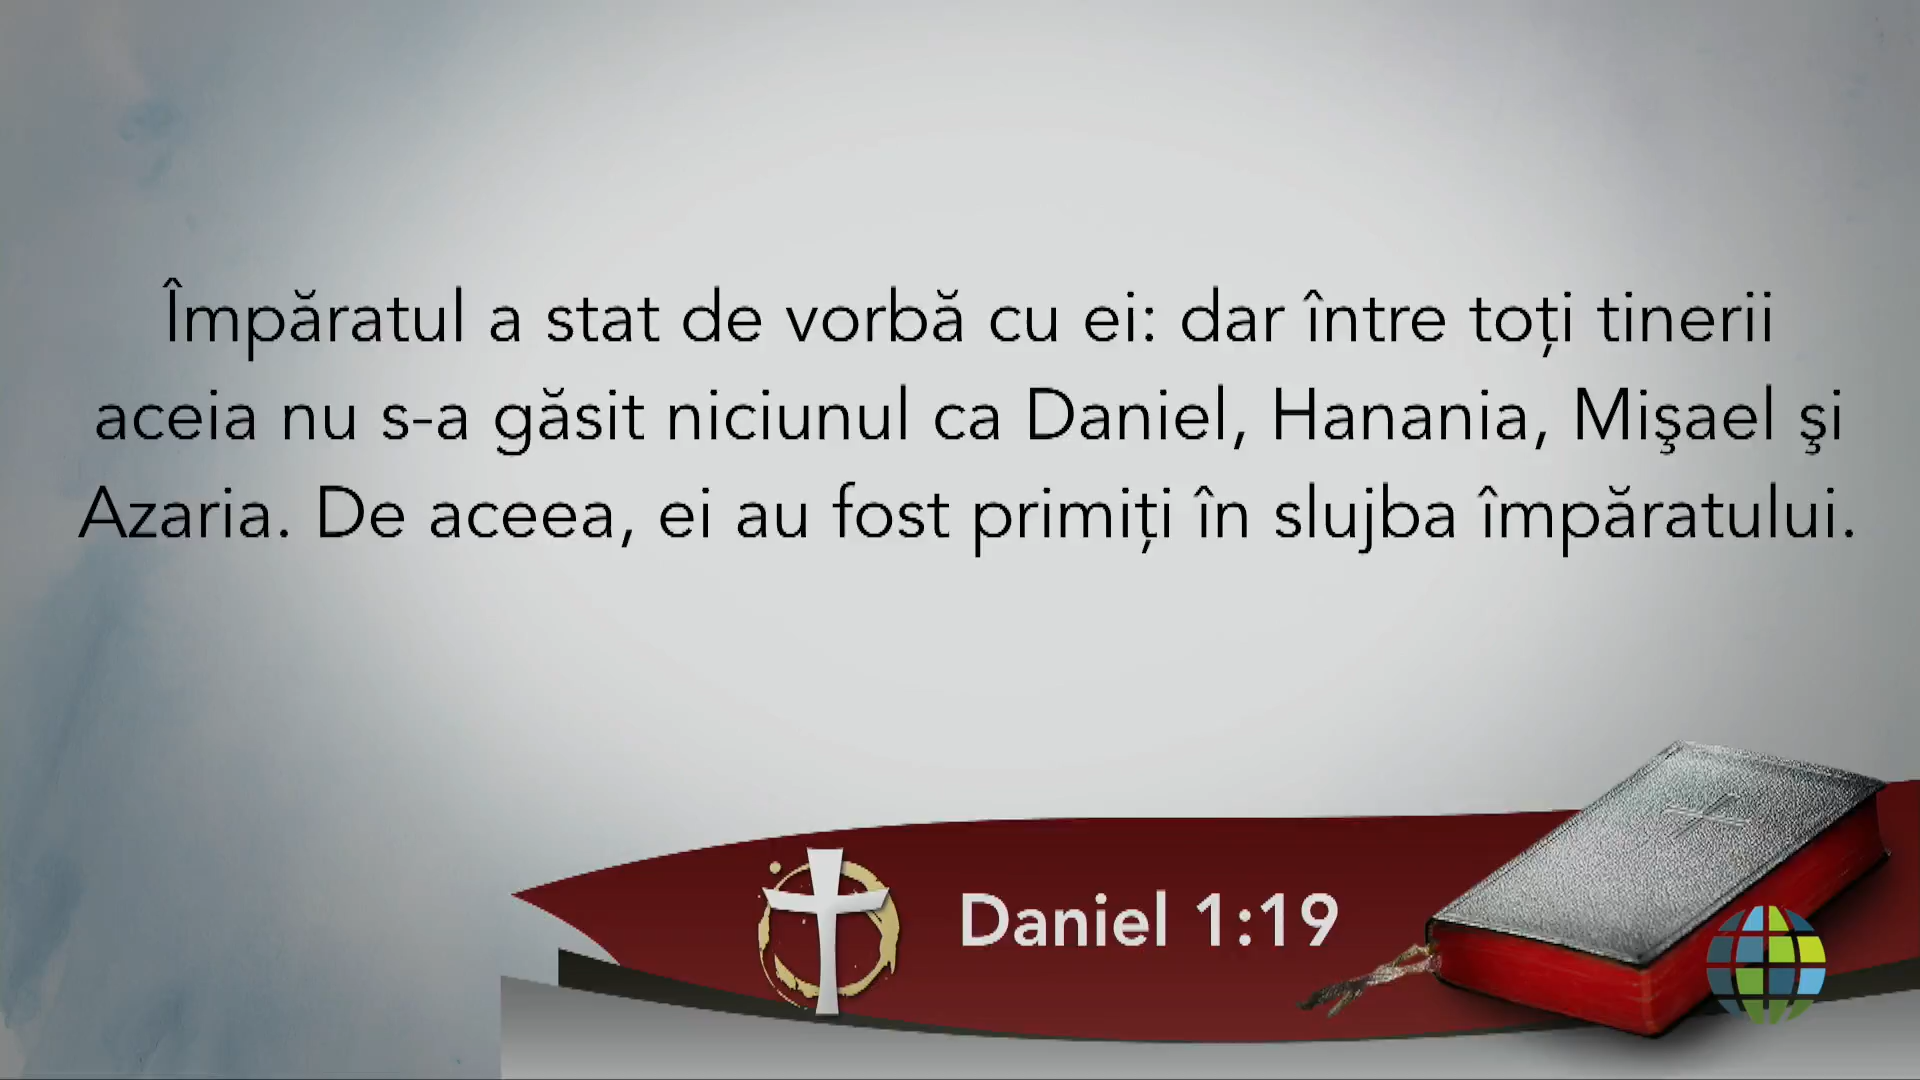 Împăratul a stat de vorbă cu ei: dar între toți tinerii
aceia nu s-a găsit niciunul ca Daniel, Hanania, Mişael şi
Azaria. De aceea, ei au fost primiți în slujba împăratului.
Daniel 1:19